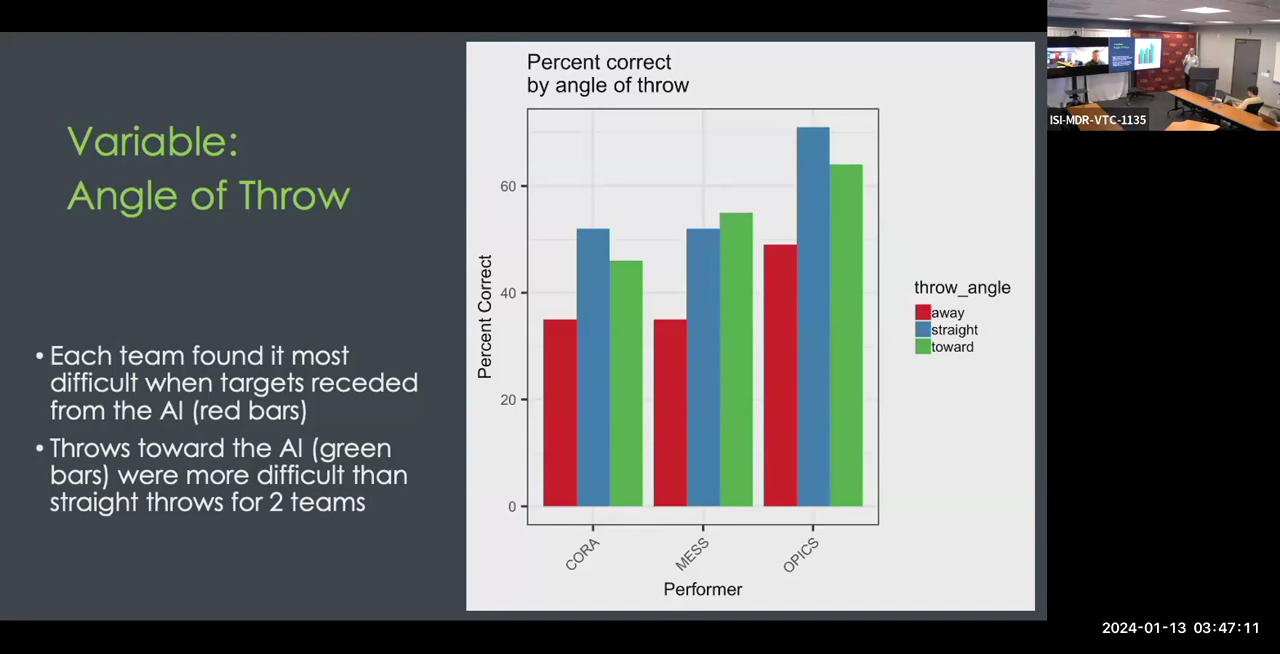 Variable:
Angle of Throw
• Each team found it most
difficult when targets receded
from the AI (red bars)
• Throws toward the AI (green
bars) were more difficult than
straight throws for 2 teams
Percent correct
by angle of throw
Percent Correct
60
40
20
0
CORA
MESS
OPICS
Performer
throw_angle
away
straight
toward
ISI-MDR-VTC-1135
2024-01-13 03:47:11